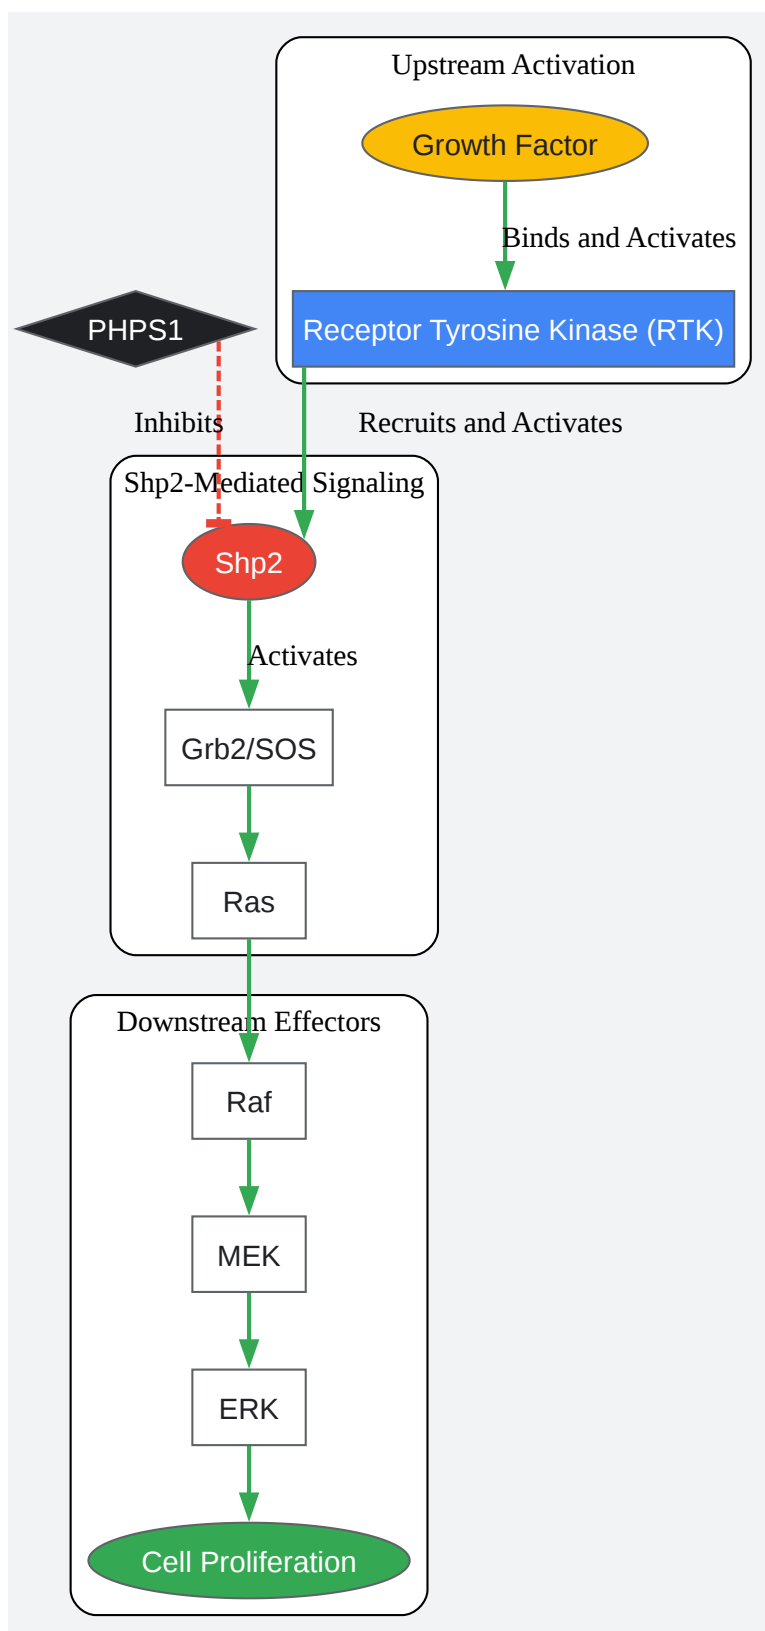 Upstream Activation
Growth Factor
Binds and Activates
PHPS1
Receptor Tyrosine Kinase (RTK)
Inhibits
Recruits and Activates
Shp2-Mediated Signaling
Shp2
Activates
Grb2/SOS
Ras
Downstream Effectors
Raf
MEK
ERK
Cell Proliferation